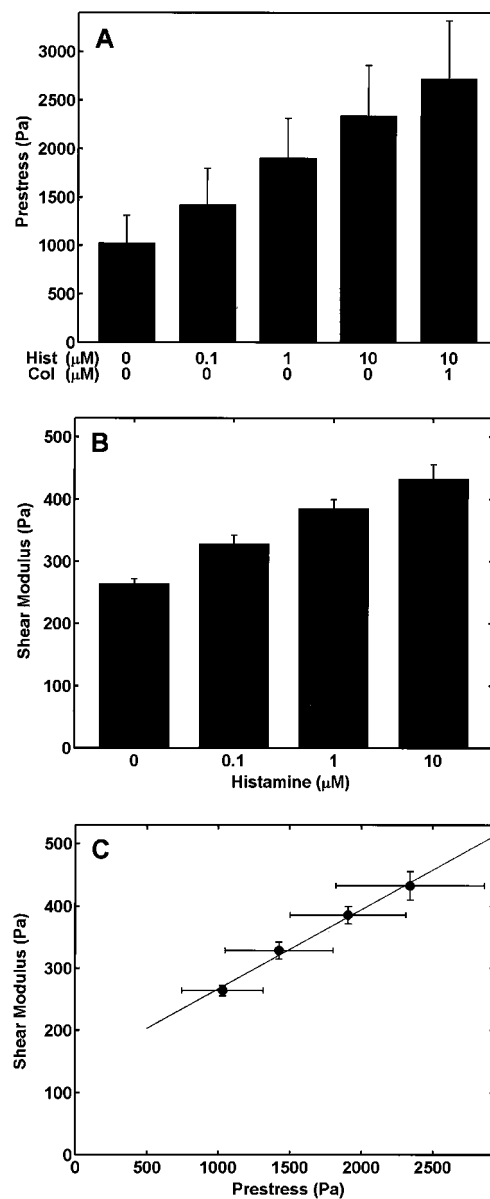 A
3000
2500
2000
1500
1000
500
0
Prestress (Pa)
Hist (μM) 0 0.1 1 10 10
Col (μM) 0 0 0 0 1
B
500
400
300
200
100
0
Shear Modulus (Pa)
0 0.1 1 10
Histamine (μM)
C
500
400
300
200
100
0
Shear Modulus (Pa)
0 500 1000 1500 2000 2500
Prestress (Pa)